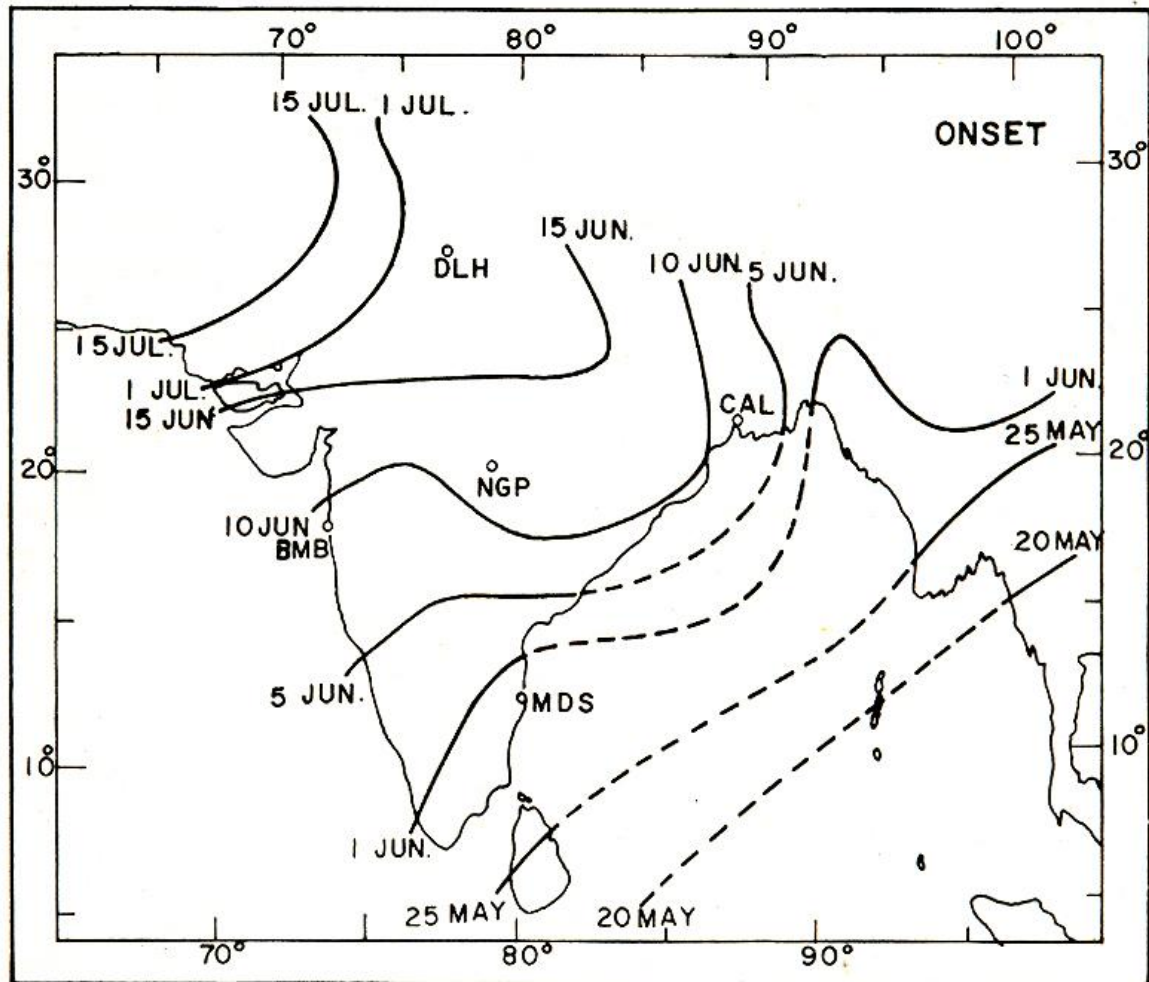 70° 80° 90° 100°
15 JUL. 1 JUL.
ONSET
30° 30°
15 JUN.
DLH
10 JUN. 5 JUN.
15 JUL.
1 JUL.
15 JUN
CAL
1 JUN.
25 MAY
20° 20°
NGP
10 JUN
BMB
20 MAY
5 JUN.
MDS
10° 10°
1 JUN.
25 MAY 20 MAY
70° 80° 90°